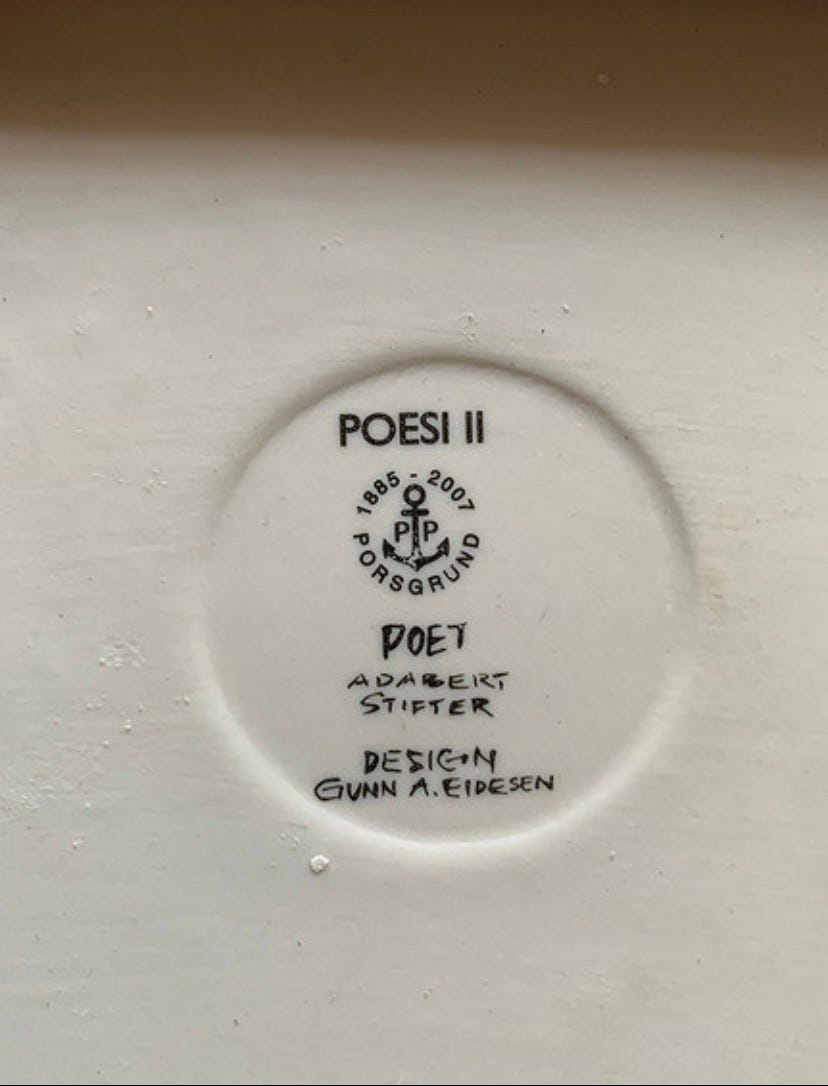 POESI II
1885 - 2007
P P
PORSGRUND
POET
ADABERT
STIFTER
DESIGN
GUNN A. EIDESEN